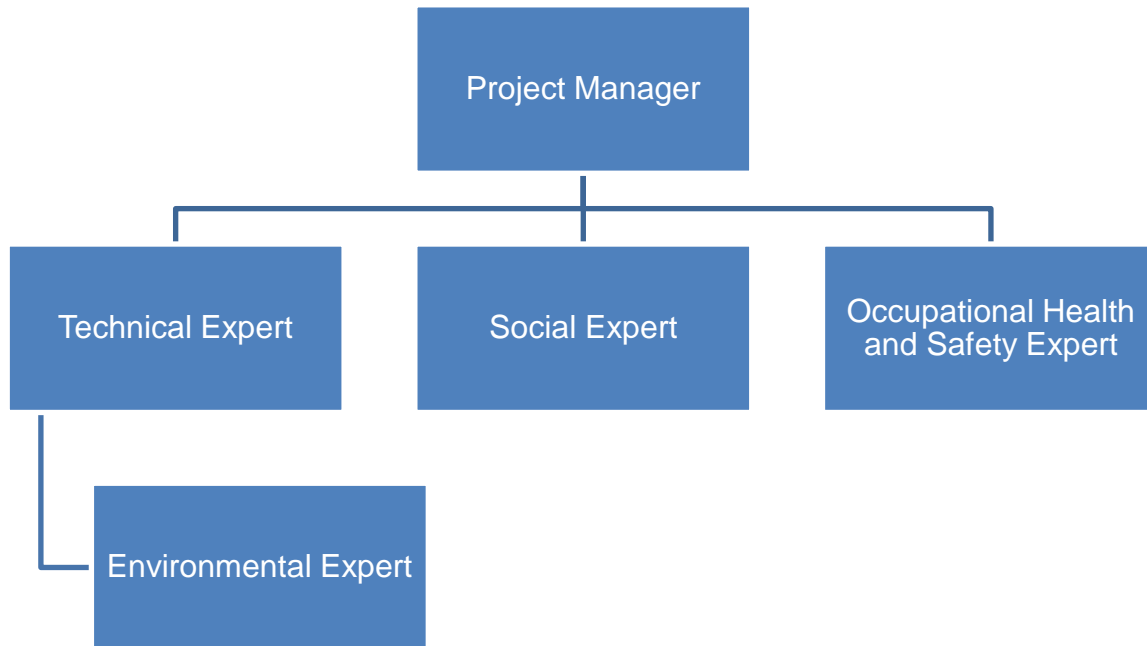 Project Manager
Technical Expert
Social Expert
Occupational Health
and Safety Expert
Environmental Expert